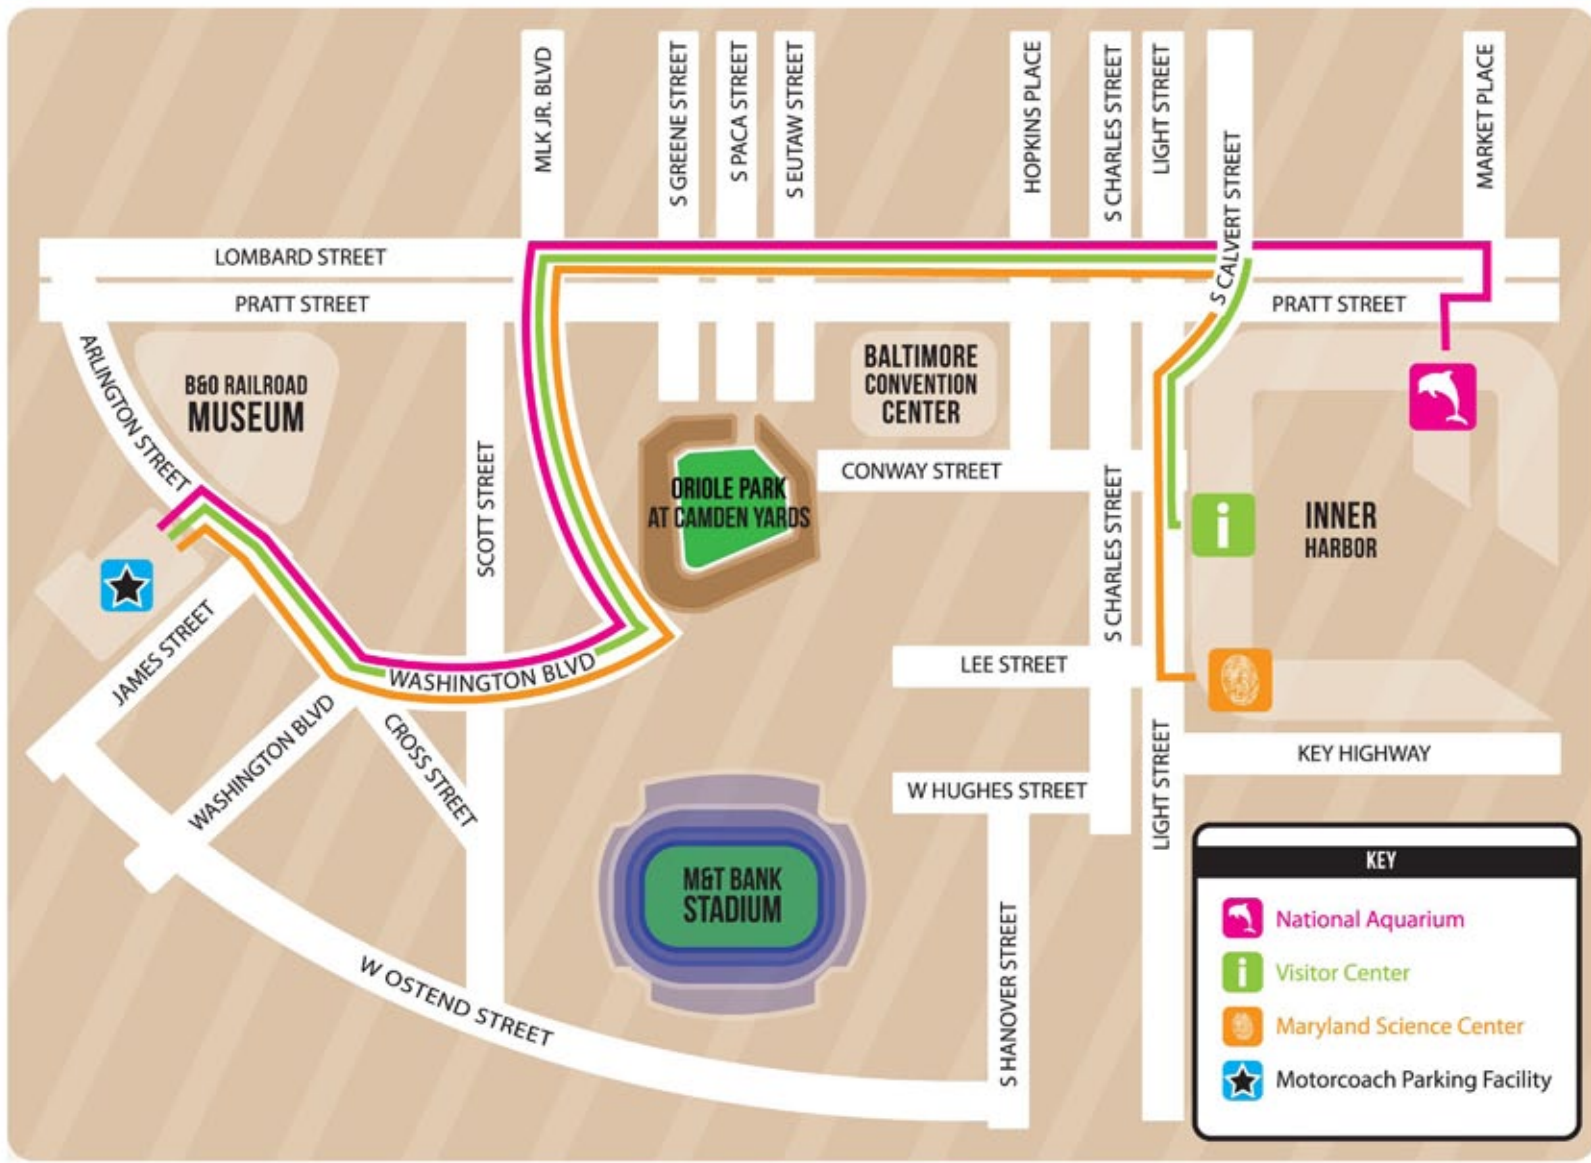 MLK JR. BLVD
S GREENE STREET
S PACA STREET
S EUTAW STREET
HOPKINS PLACE
S CHARLES STREET
LIGHT STREET
S CALVERT STREET
MARKET PLACE
LOMBARD STREET
PRATT STREET
PRATT STREET
ARLINGTON STREET
B&O RAILROAD
MUSEUM
BALTIMORE
CONVENTION
CENTER
SCOTT STREET
ORIOLE PARK
AT CAMDEN YARDS
CONWAY STREET
S CHARLES STREET
i
INNER
HARBOR
JAMES STREET
WASHINGTON BLVD
WASHINGTON BLVD
CROSS STREET
LEE STREET
LIGHT STREET
KEY HIGHWAY
W HUGHES STREET
M&T BANK
STADIUM
W OSTEND STREET
S HANOVER STREET
KEY
National Aquarium
i
Visitor Center
Maryland Science Center
Motorcoach Parking Facility